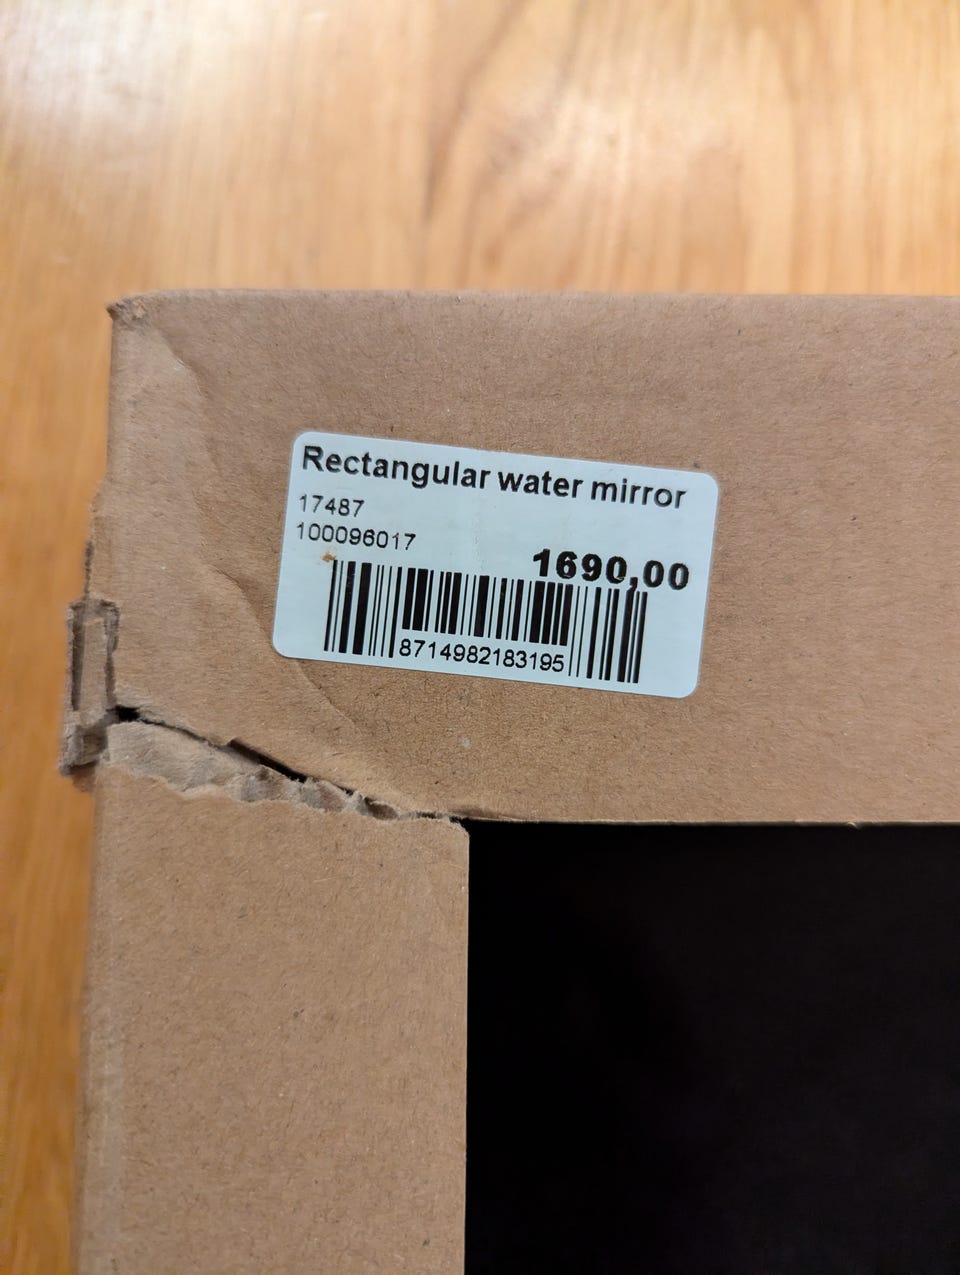 Rectangular water mirror
17487
100096017
1690,00
8714982183195